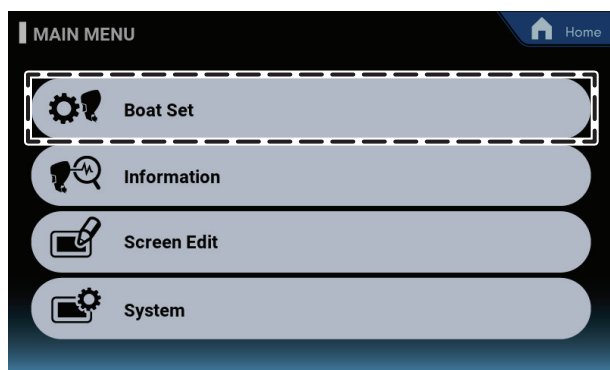 MAIN MENU
Home
Boat Set
Information
Screen Edit
System